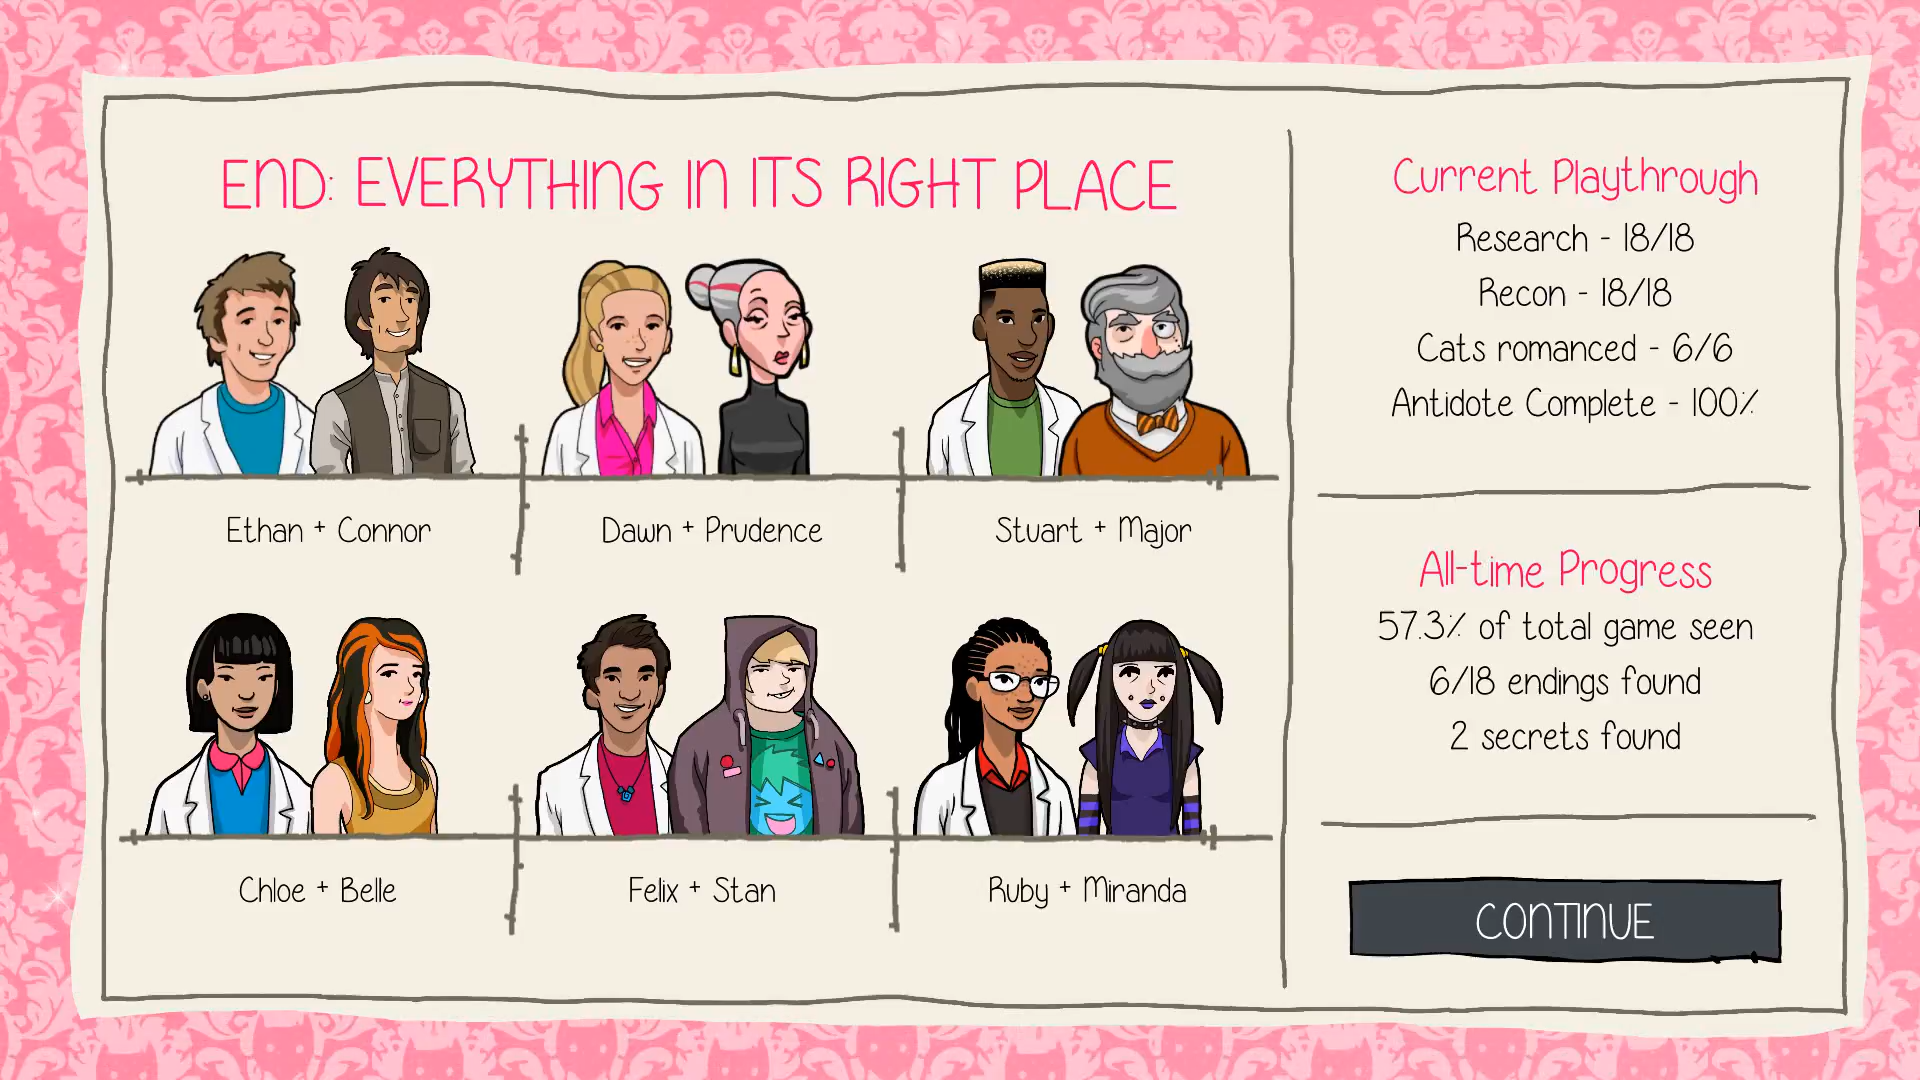 END: EVERYTHING IN ITS RIGHT PLACE
Ethan + Connor
Dawn + Prudence
Stuart + Major
Chloe + Belle
Felix + Stan
Ruby + Miranda
Current Playthrough
Research - 18/18
Recon - 18/18
Cats romanced - 6/6
Antidote Complete - 100%
All-time Progress
57.3% of total game seen
6/18 endings found
2 secrets found
CONTINUE